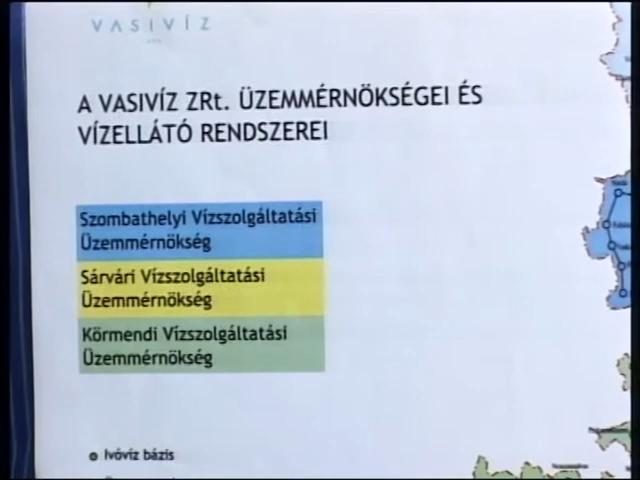 VASIVÍZ
A VASIVÍZ ZRt. ÜZEMMÉRNÖKSÉGEI ÉS
VÍZELLÁTÓ RENDSZEREI
Szombathelyi Vízszolgáltatási
Üzemmérnökség
Sárvári Vízszolgáltatási
Üzemmérnökség
Körmendi Vízszolgáltatási
Üzemmérnökség
Ivóvíz bázis